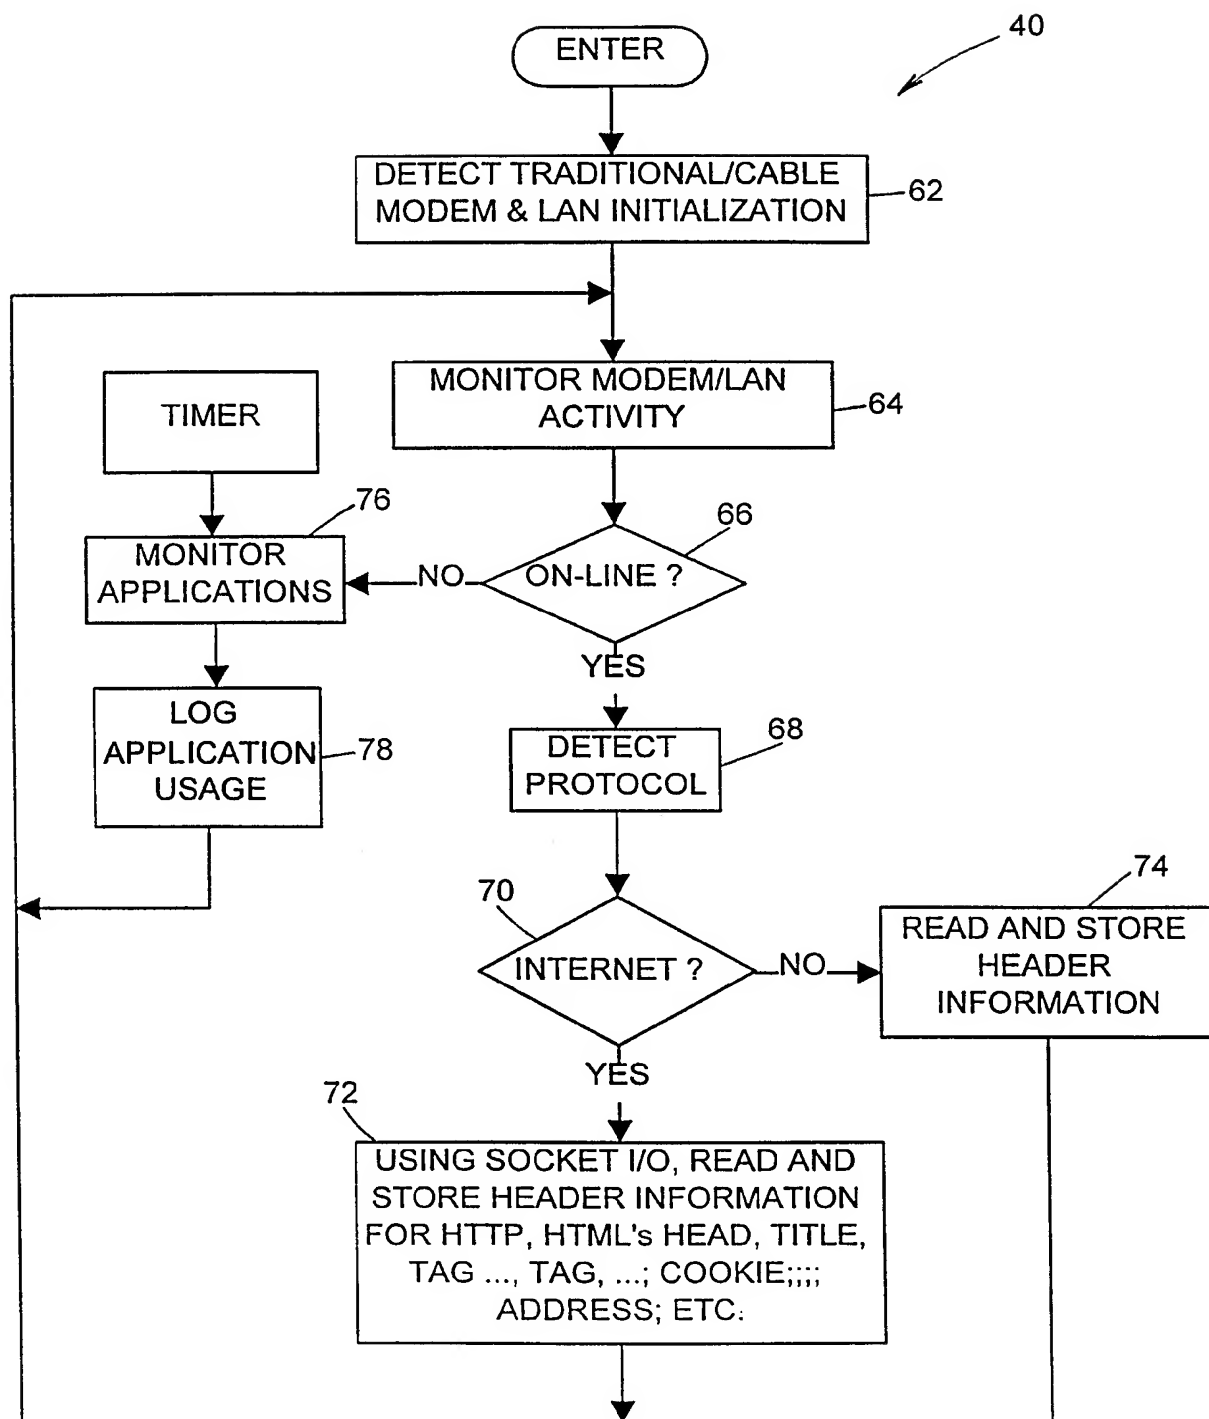 ENTER
40
DETECT TRADITIONAL/CABLE
MODEM & LAN INITIALIZATION
62
MONITOR MODEM/LAN
ACTIVITY
64
TIMER
76
MONITOR
APPLICATIONS
NO
ON-LINE ?
66
YES
LOG
APPLICATION
USAGE
78
DETECT
PROTOCOL
68
70
INTERNET ?
NO
74
READ AND STORE
HEADER
INFORMATION
YES
72
USING SOCKET I/O, READ AND
STORE HEADER INFORMATION
FOR HTTP, HTML's HEAD, TITLE,
TAG ..., TAG, ...; COOKIE;;;;
ADDRESS; ETC.